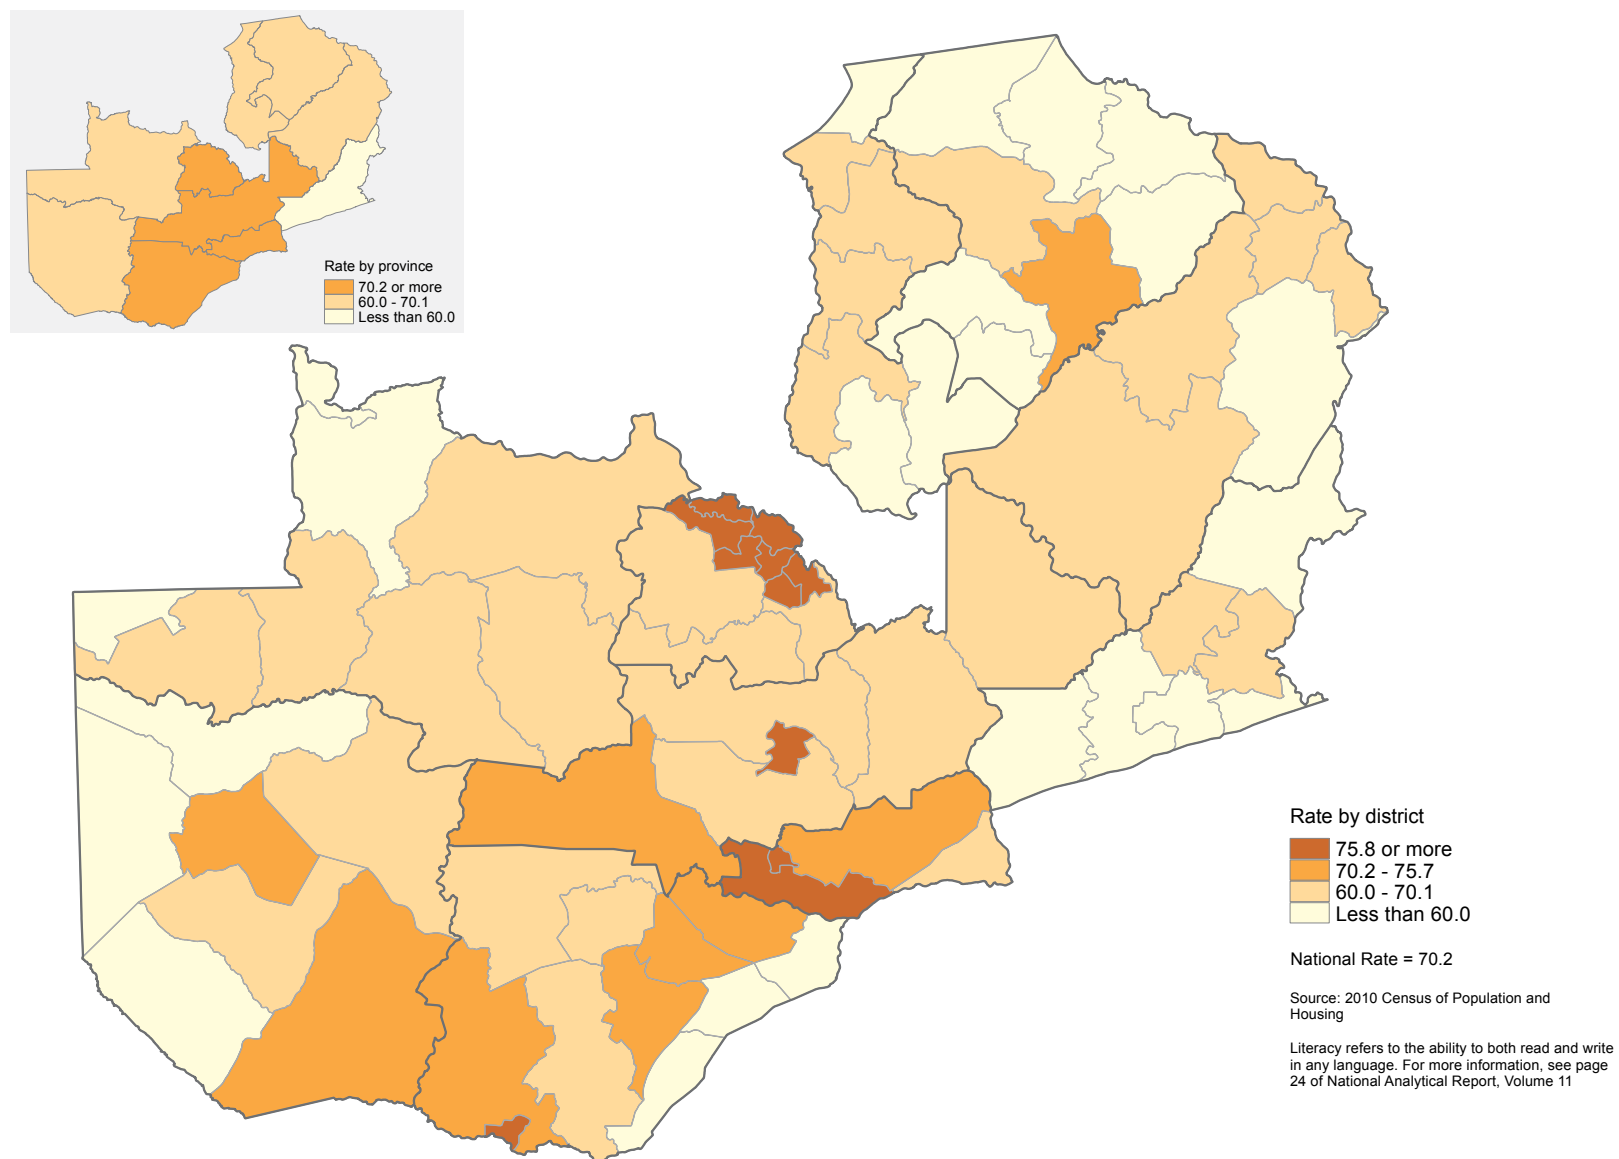 Rate by province
70.2 or more
60.0 - 70.1
Less than 60.0
Rate by district
75.8 or more
70.2 - 75.7
60.0 - 70.1
Less than 60.0
National Rate = 70.2
Source: 2010 Census of Population and
Housing
Literacy refers to the ability to both read and write
in any language. For more information, see page
24 of National Analytical Report, Volume 11